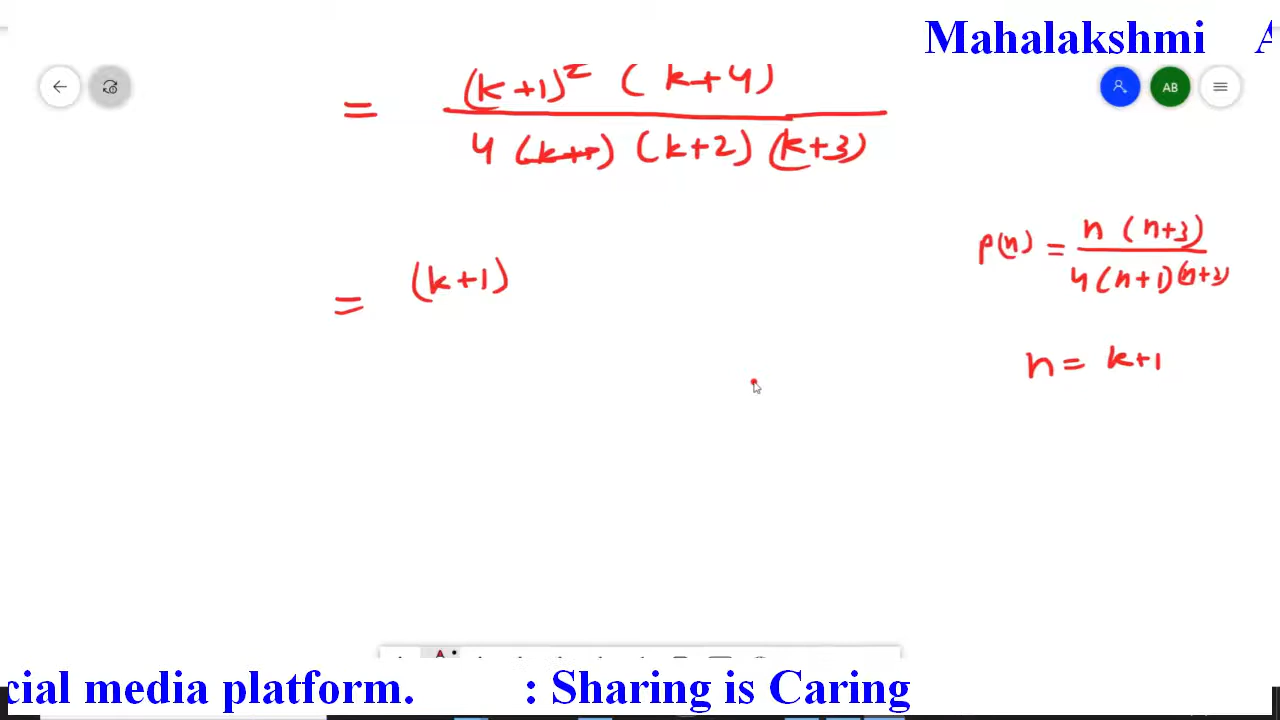 Mahalakshmi A
AB
= (k+1)² (k+4)
4 (k+1) (k+2) (k+3)
P(n) = n (n+3)
4 (n+1) (n+2)
= (k+1)
n = k+1
cial media platform. : Sharing is Caring